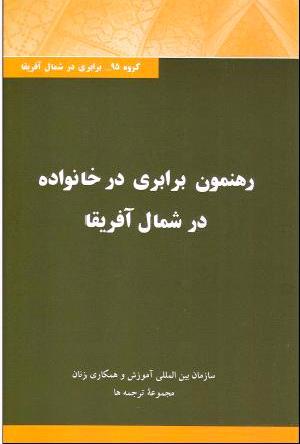 گروه ۹۵_ برابری در شمال آفریقا
رهنمون برابری در خانواده
در شمال آفریقا
سازمان بین المللی آموزش و همکاری زنان
مجموعهٔ ترجمه ها